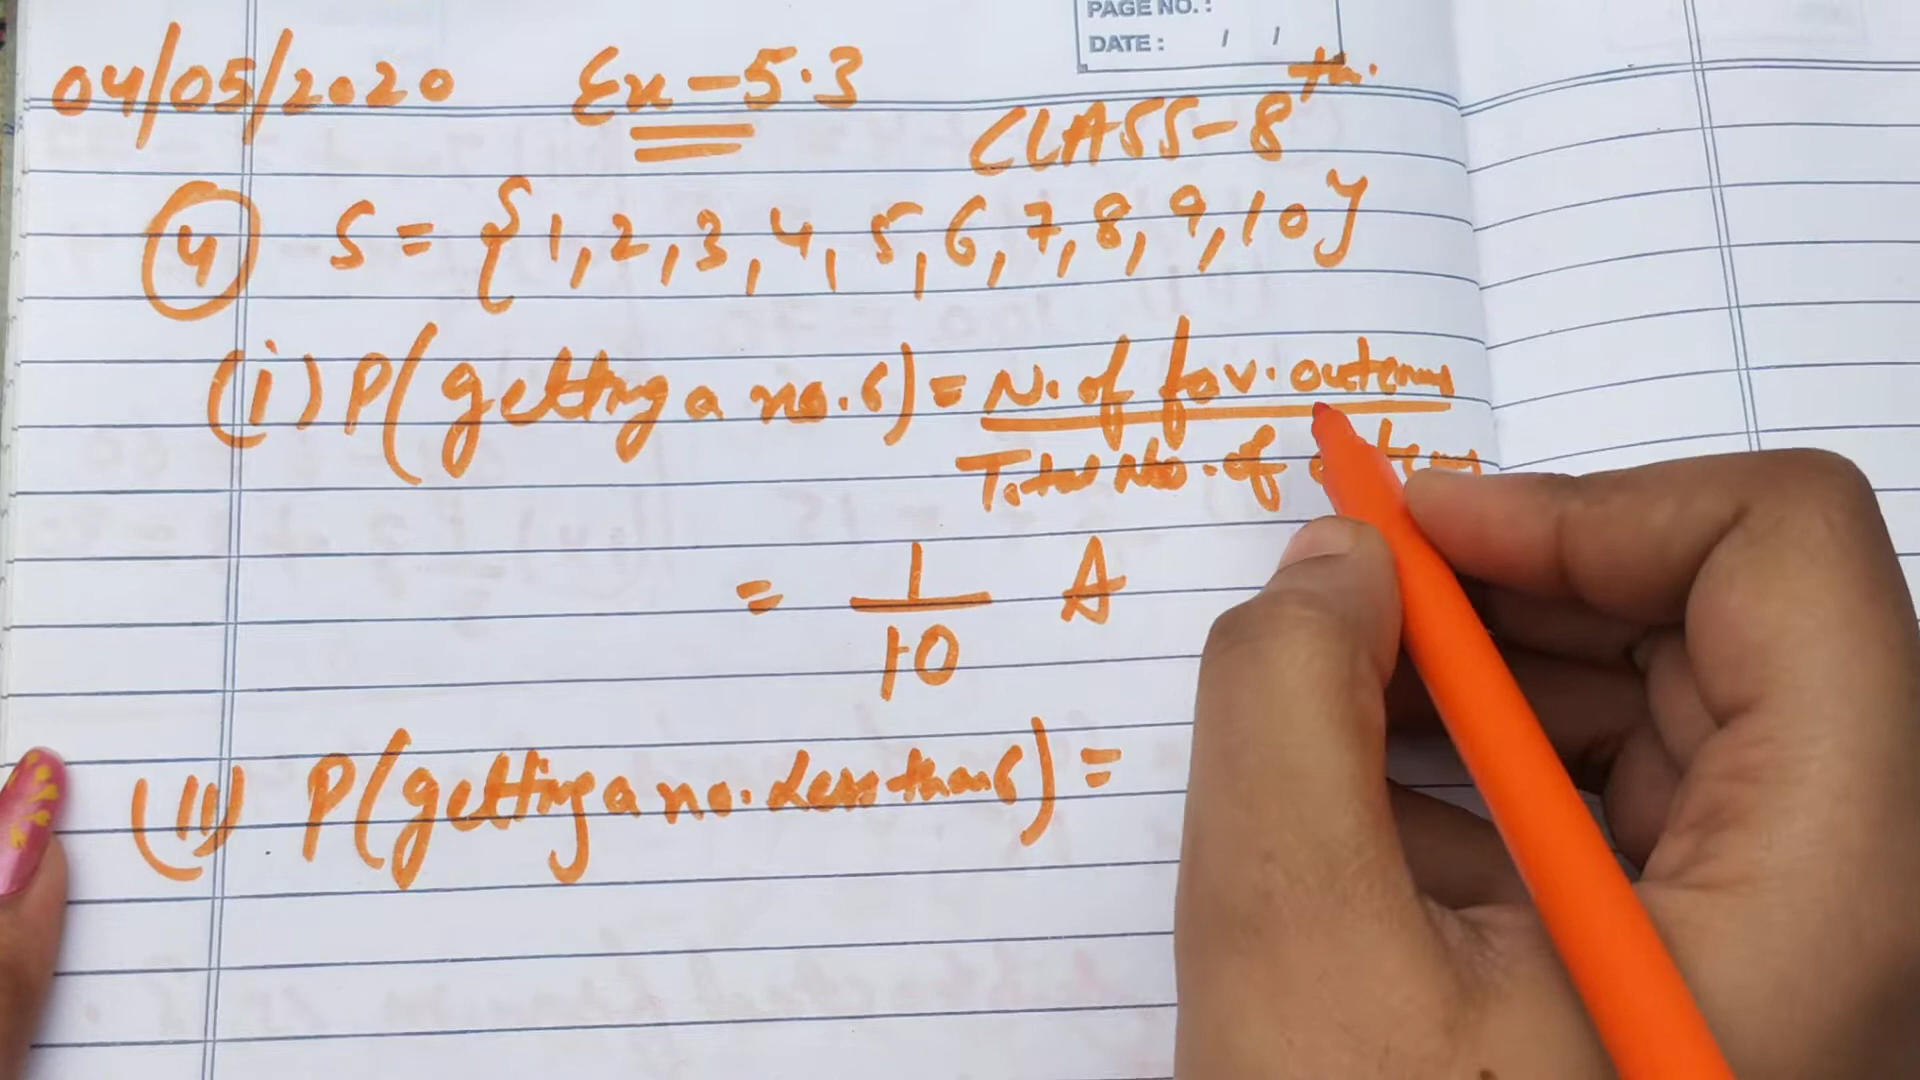 PAGE NO. :
DATE : / /
04/05/2020 Ex-5.3
CLASS-8th.
4 S = {1,2,3,4,5,6,7,8,9,10}
(i) P(getting a no. 6) = N. of fav. outcoms
Total No. of
= 1
10 A
(II) P(getting a no. Less than 6) =